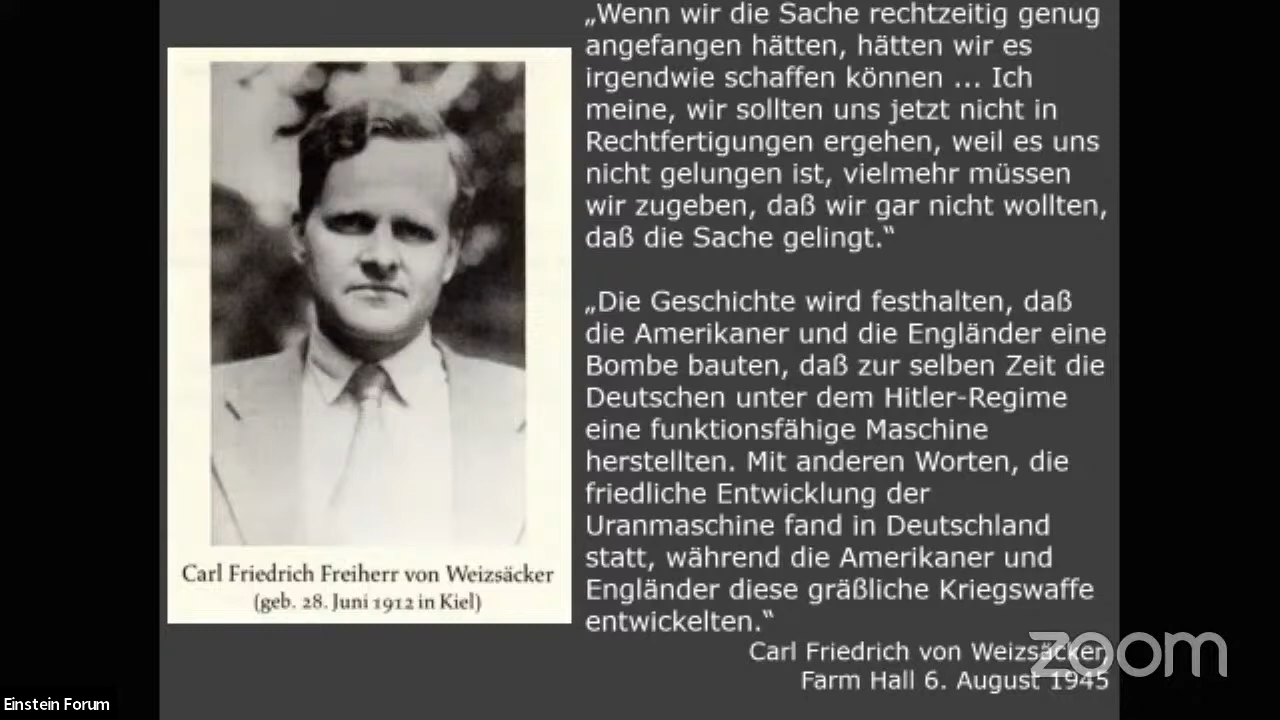 „Wenn wir die Sache rechtzeitig genug
angefangen hätten, hätten wir es
irgendwie schaffen können ... Ich
meine, wir sollten uns jetzt nicht in
Rechtfertigungen ergehen, weil es uns
nicht gelungen ist, vielmehr müssen
wir zugeben, daß wir gar nicht wollten,
daß die Sache gelingt.“
„Die Geschichte wird festhalten, daß
die Amerikaner und die Engländer eine
Bombe bauten, daß zur selben Zeit die
Deutschen unter dem Hitler-Regime
eine funktionsfähige Maschine
herstellten. Mit anderen Worten, die
friedliche Entwicklung der
Uranmaschine fand in Deutschland
statt, während die Amerikaner und
Engländer diese gräßliche Kriegswaffe
entwickelten.“
Carl Friedrich von Weizsäcker,
Farm Hall 6. August 1945
Carl Friedrich Freiherr von Weizsäcker
(geb. 28. Juni 1912 in Kiel)
zoom
Einstein Forum